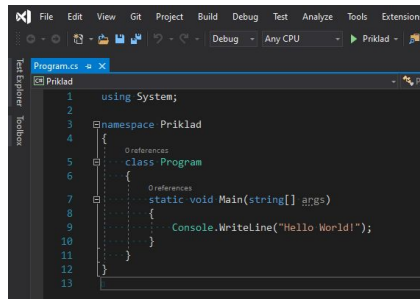 File Edit View Git Project Build Debug Test Analyze Tools Extension
Debug Any CPU Priklad
Test Explorer
Toolbox
Program.cs
C# Priklad
1 using System;
2
3 namespace Priklad
4 {
0 references
5 class Program
6 {
0 references
7 static void Main(string[] args)
8 {
9 Console.WriteLine("Hello World!");
10 }
11 }
12 }
13